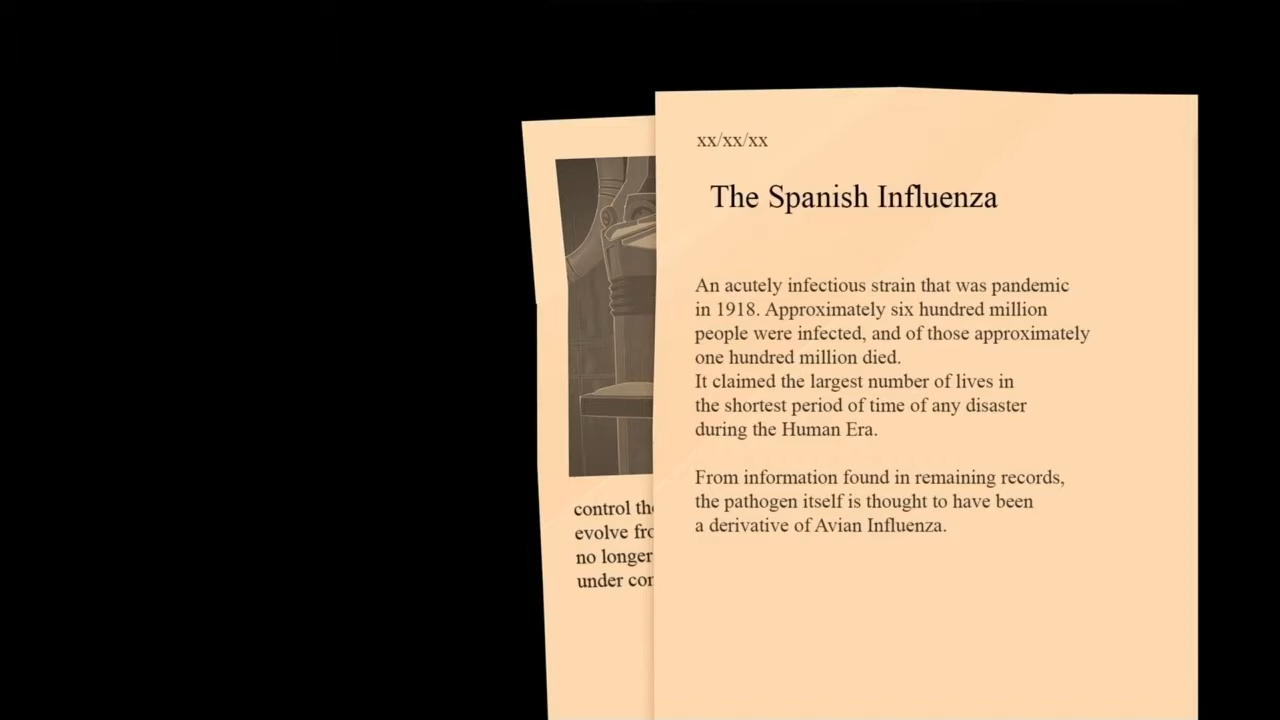 xx/xx/xx
The Spanish Influenza
An acutely infectious strain that was pandemic
in 1918. Approximately six hundred million
people were infected, and of those approximately
one hundred million died.
It claimed the largest number of lives in
the shortest period of time of any disaster
during the Human Era.
From information found in remaining records,
the pathogen itself is thought to have been
a derivative of Avian Influenza.
control
evolve
no longer
under